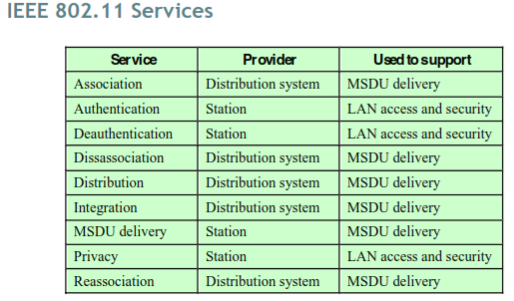 IEEE 802.11 Services
Service Provider Used to support
Association Distribution system MSDU delivery
Authentication Station LAN access and security
Deauthentication Station LAN access and security
Dissassociation Distribution system MSDU delivery
Distribution Distribution system MSDU delivery
Integration Distribution system MSDU delivery
MSDU delivery Station MSDU delivery
Privacy Station LAN access and security
Reassociation Distribution system MSDU delivery